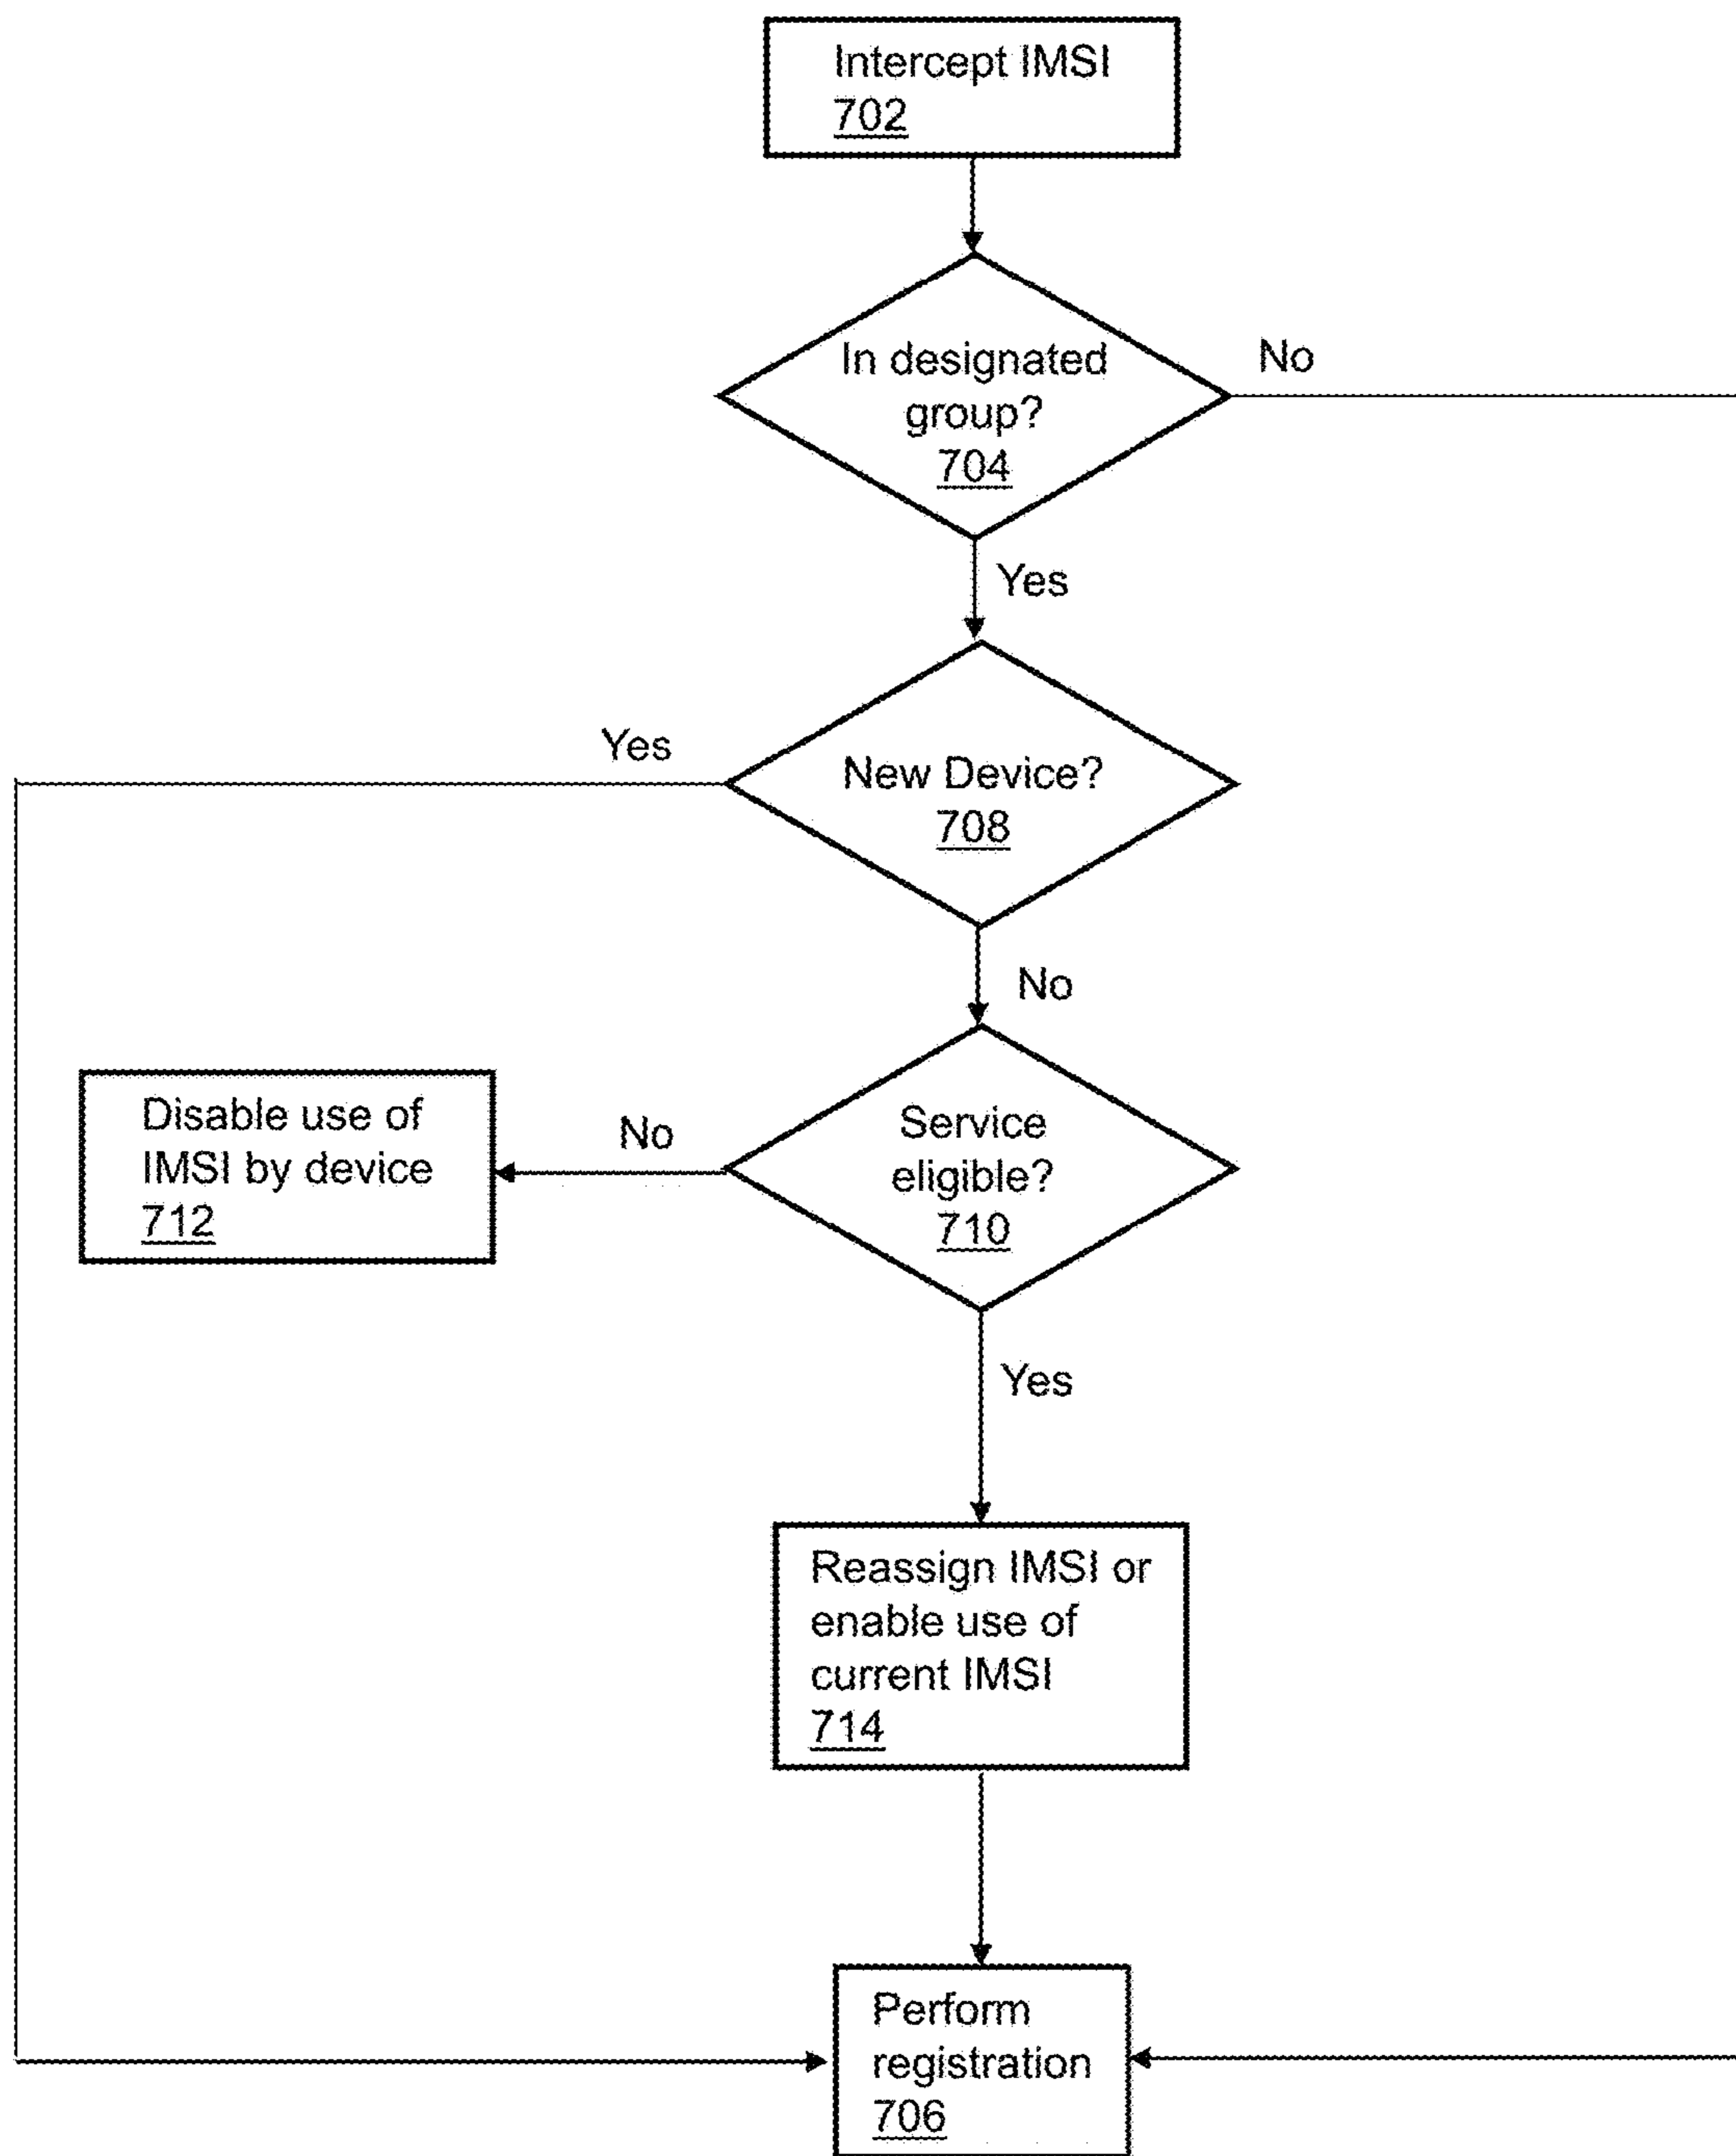 Intercept IMSI
702
In designated
group?
704
No
Yes
New Device?
708
Yes
No
Service
eligible?
710
No
Disable use of
IMSI by device
712
Yes
Reassign IMSI or
enable use of
current IMSI
714
Perform
registration
706